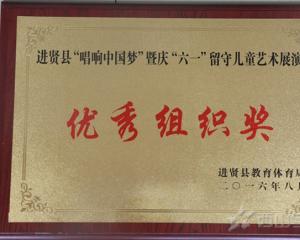 进贤县“唱响中国梦”暨庆“六一”留守儿童艺术展演
优秀组织奖
进贤县教育体育局
二〇一六年八月